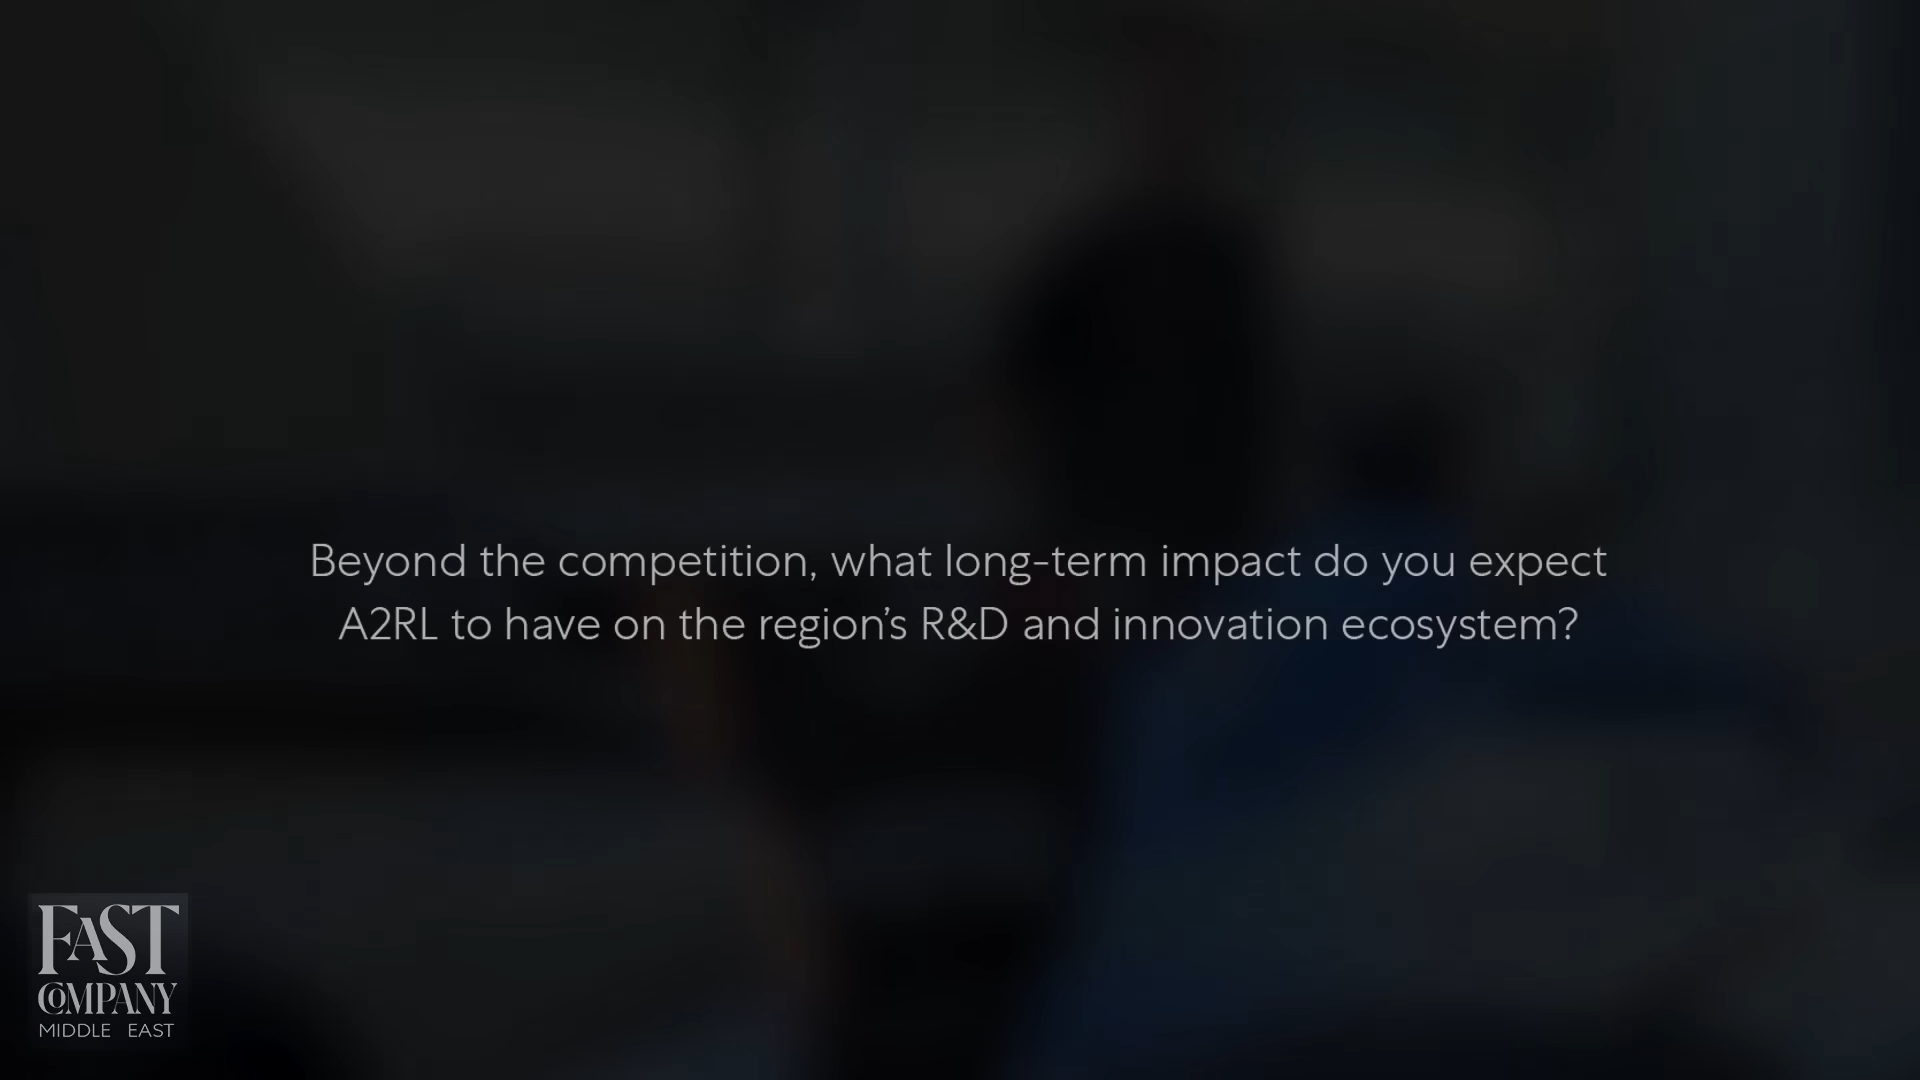 Beyond the competition, what long-term impact do you expect
A2RL to have on the region’s R&D and innovation ecosystem?
FAST
COMPANY
MIDDLE EAST